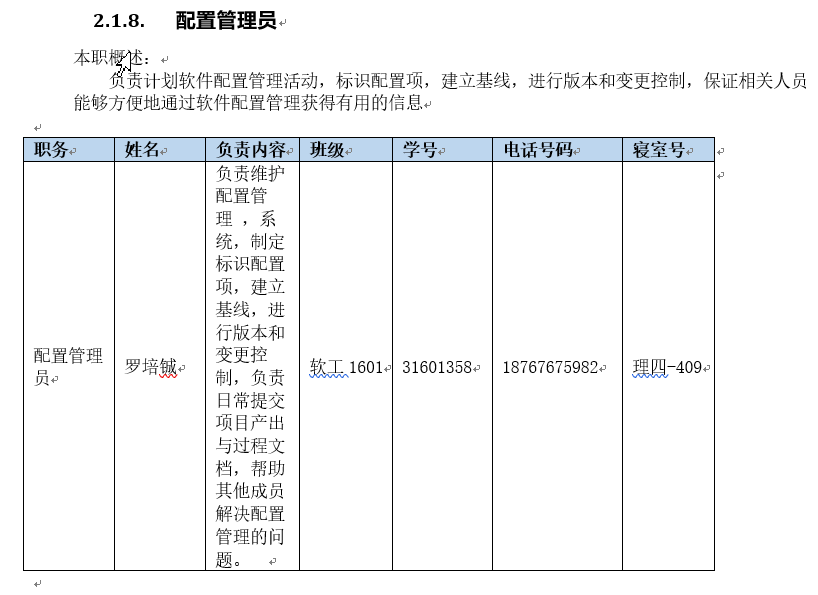 2.1.8. 配置管理员
本职概述：
负责计划软件配置管理活动，标识配置项，建立基线，进行版本和变更控制，保证相关人员
能够方便地通过软件配置管理获得有用的信息
职务 姓名 负责内容 班级 学号 电话号码 寝室号
负责维护
配置管
理 ，系
统，制定
标识配置
项，建立
基线，进
行版本和
变更控
制，负责
日常提交
项目产出
与过程文
档，帮助
其他成员
解决配置
管理的问
题。
配置管理
员
罗培铖 软工 1601 31601358 18767675982 理四-409